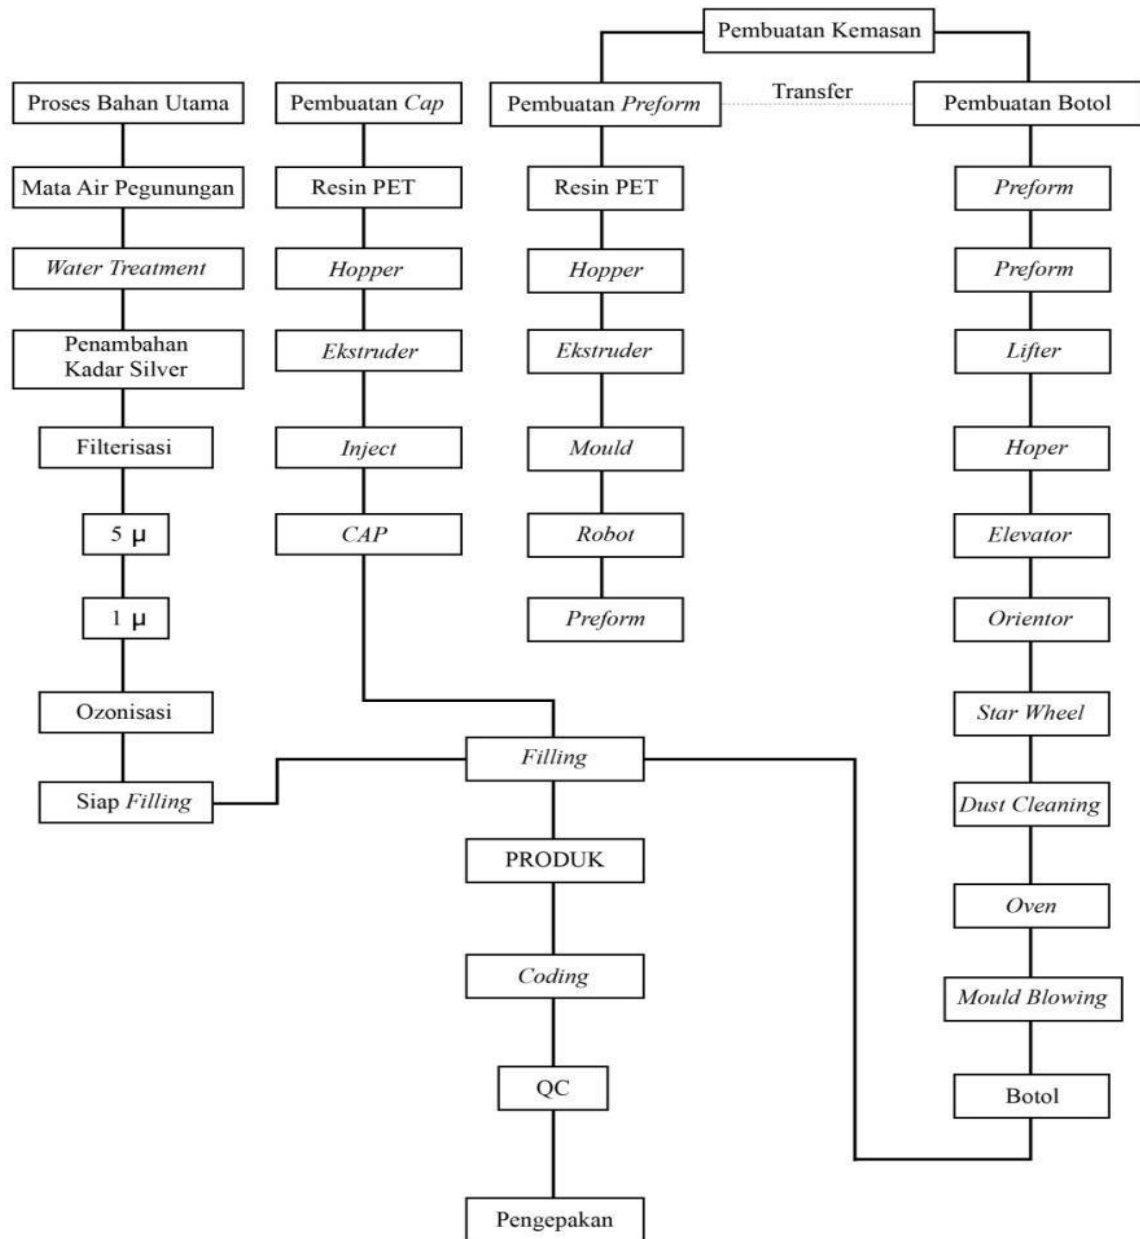 Pembuatan Kemasan
Proses Bahan Utama
Pembuatan Cap
Pembuatan Preform
Transfer
Pembuatan Botol
Mata Air Pegunungan
Resin PET
Resin PET
Preform
Water Treatment
Hopper
Hopper
Preform
Penambahan
Kadar Silver
Ekstruder
Ekstruder
Lifter
Filterisasi
Inject
Mould
Hoper
5 μ
CAP
Robot
Elevator
1 μ
Preform
Orientor
Ozonisasi
Star Wheel
Filling
Siap Filling
Dust Cleaning
PRODUK
Oven
Coding
Mould Blowing
QC
Botol
Pengepakan